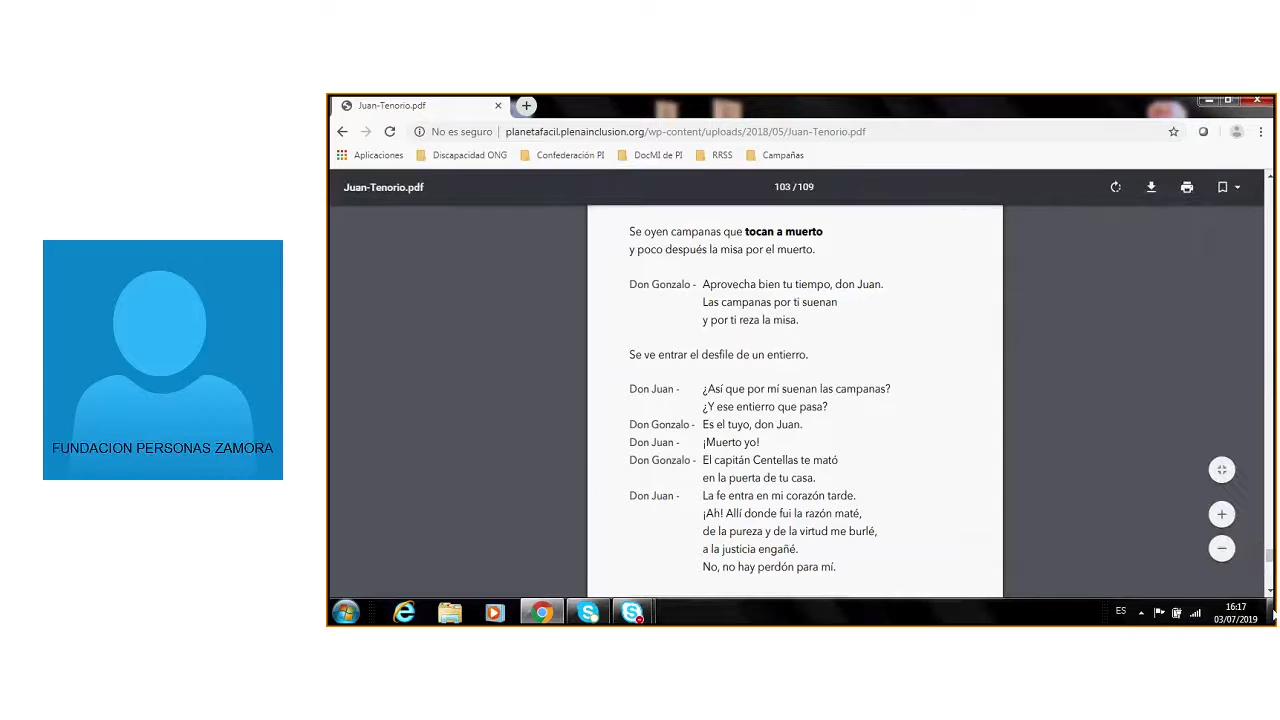 Juan-Tenorio.pdf
No es seguro planetafacil.plenainclusion.org/wp-content/uploads/2018/05/Juan-Tenorio.pdf
Aplicaciones Discapacidad ONG Confederación PI DocMI de PI RRSS Campañas
Juan-Tenorio.pdf 103 / 109
Se oyen campanas que tocan a muerto
y poco después la misa por el muerto.
Don Gonzalo - Aprovecha bien tu tiempo, don Juan.
Las campanas por ti suenan
y por ti reza la misa.
Se ve entrar el desfile de un entierro.
Don Juan - ¿Así que por mí suenan las campanas?
¿Y ese entierro que pasa?
Don Gonzalo - Es el tuyo, don Juan.
Don Juan - ¡Muerto yo!
Don Gonzalo - El capitán Centellas te mató
en la puerta de tu casa.
Don Juan - La fe entra en mi corazón tarde.
¡Ah! Allí donde fui la razón maté,
de la pureza y de la virtud me burlé,
a la justicia engañé.
No, no hay perdón para mí.
FUNDACION PERSONAS ZAMORA
ES 16:17
03/07/2019